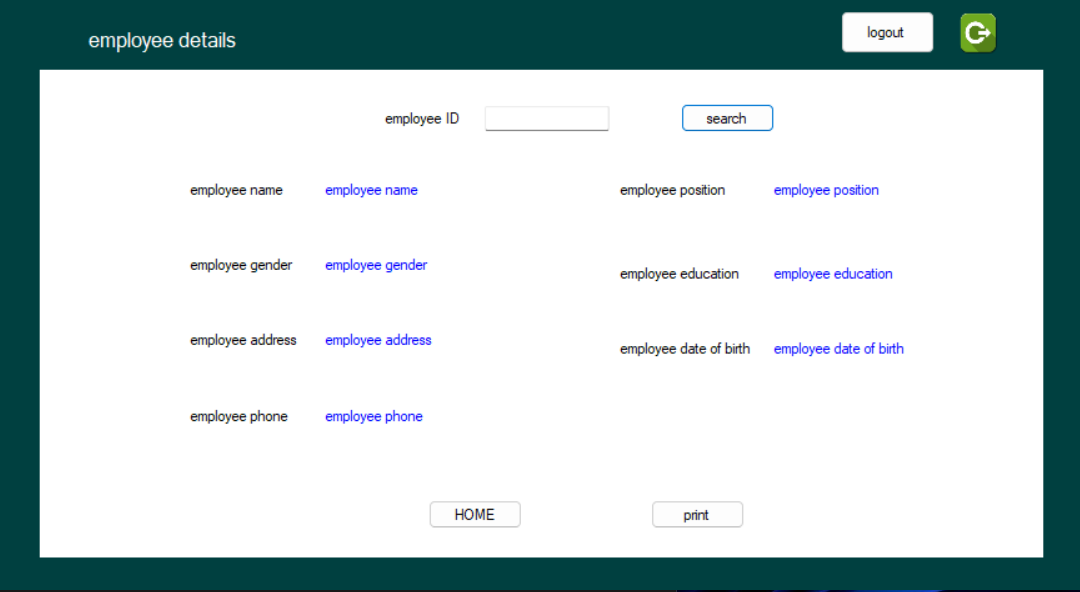 employee details
logout
employee ID
search
employee name employee name employee position employee position
employee gender employee gender
employee education employee education
employee address employee address
employee date of birth employee date of birth
employee phone employee phone
HOME print